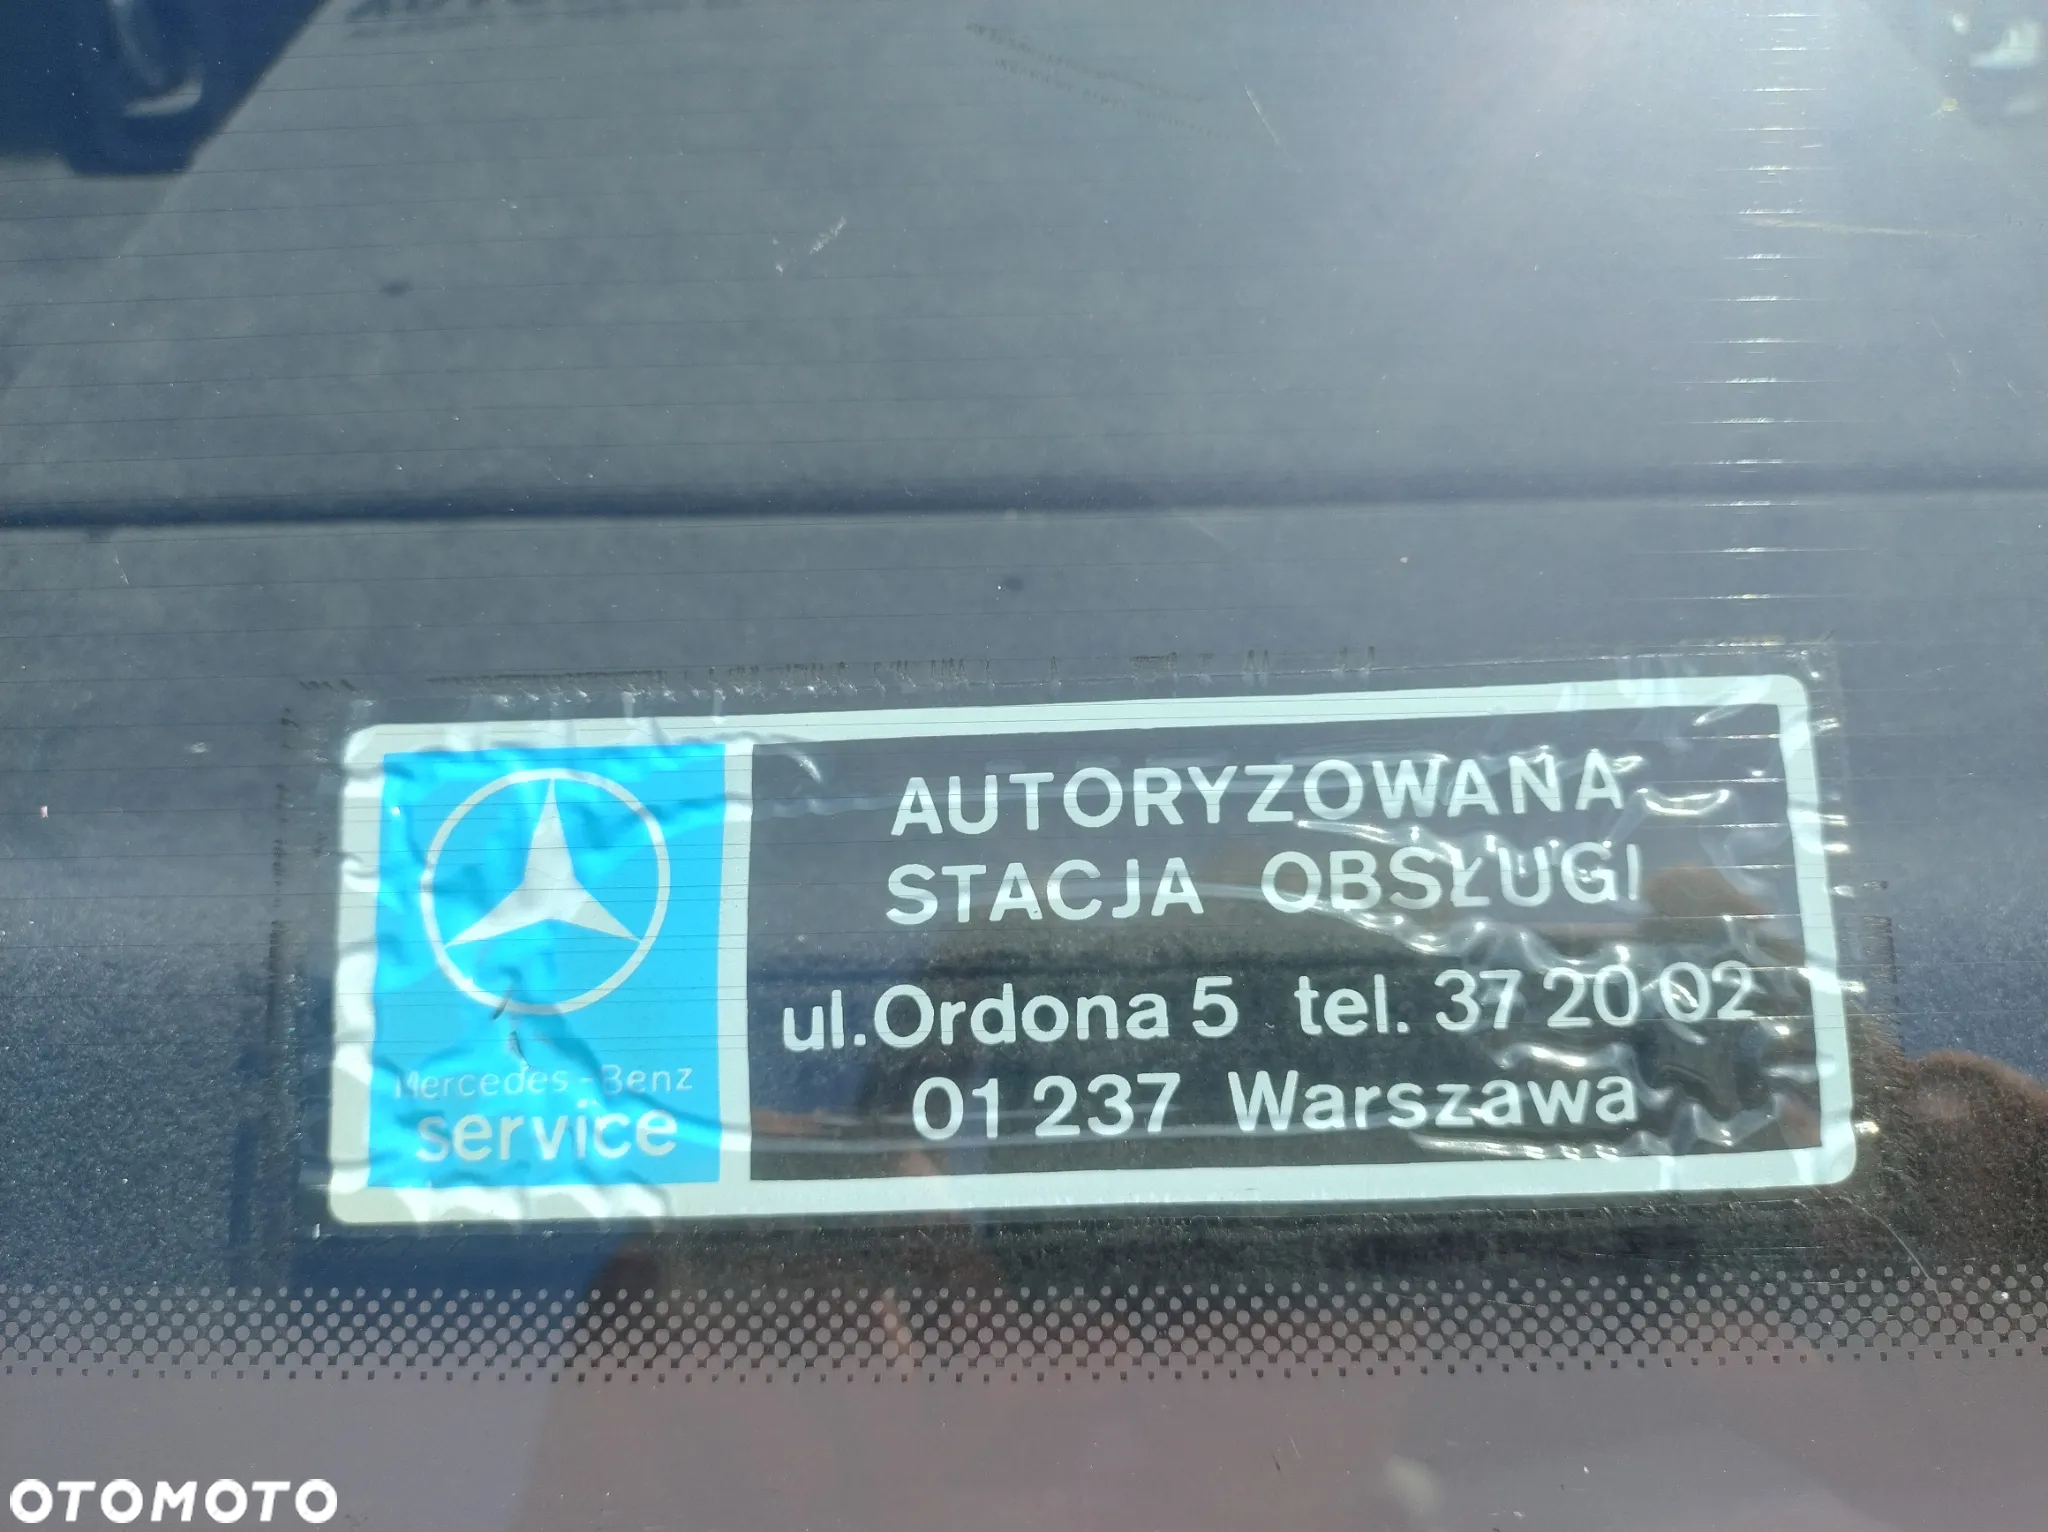 AUTORYZOWANA
STACJA OBSŁUGI
ul.Ordona 5 tel. 37 20 02
01 237 Warszawa
Mercedes-Benz
service
OTOMOTO